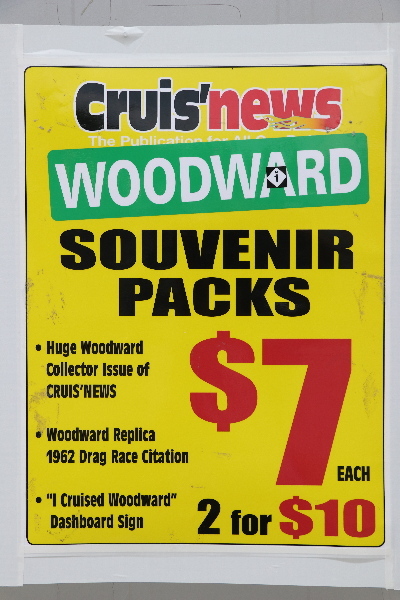 Cruis'news
The Publication for All
WOODWARD
SOUVENIR
PACKS
• Huge Woodward
Collector Issue of
CRUIS'NEWS
• Woodward Replica
1962 Drag Race Citation
• "I Cruised Woodward"
Dashboard Sign
$7
EACH
2 for $10